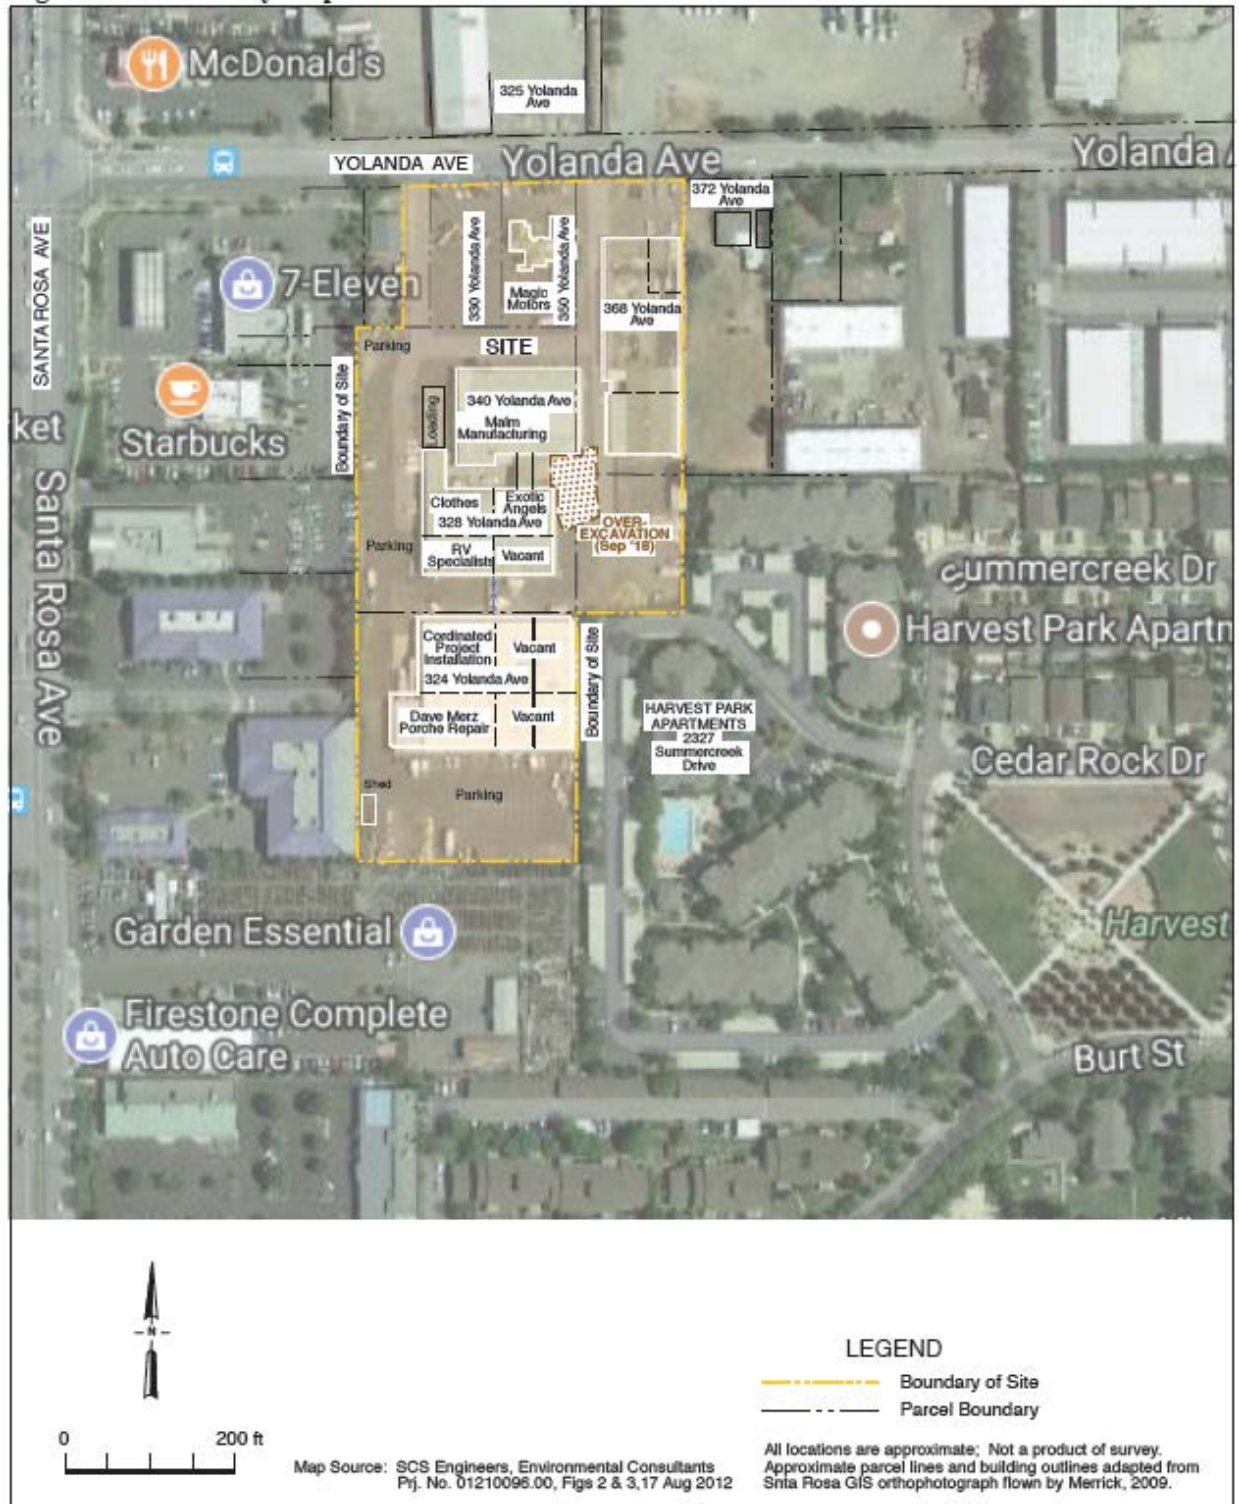 McDonald's
325 Yolanda
Ave
YOLANDA AVE
Yolanda Ave
Yolanda
372 Yolanda
Ave
SANTA ROSA AVE
7-Eleven
330 Yolanda Ave
Magic
Motors
350 Yolanda Ave
368 Yolanda
Ave
Parking
SITE
Boundary of Site
Starbucks
ket
Loading
340 Yolanda Ave
Malm
Manufacturing
Clothes
Exotic
Angels
328 Yolanda Ave
OVER-
EXCAVATION
(Sep '18)
Parking
RV
Specialists
Vacant
Santa Rosa Ave
Summercreek Dr
Harvest Park Apartn
Cordinated
Project
Installation
Vacant
324 Yolanda Ave
Boundary of Site
Dave Merz
Porche Repair
Vacant
HARVEST PARK
APARTMENTS
2327
Summercreek
Drive
Cedar Rock Dr
Shed
Parking
Garden Essential
Harvest
Firestone Complete
Auto Care
Burt St
N
0 200 ft
LEGEND
Boundary of Site
Parcel Boundary
Map Source: SCS Engineers, Environmental Consultants
Prj. No. 01210096.00, Figs 2 & 3,17 Aug 2012
All locations are approximate; Not a product of survey.
Approximate parcel lines and building outlines adapted from
Snta Rosa GIS orthophotograph flown by Merrick, 2009.